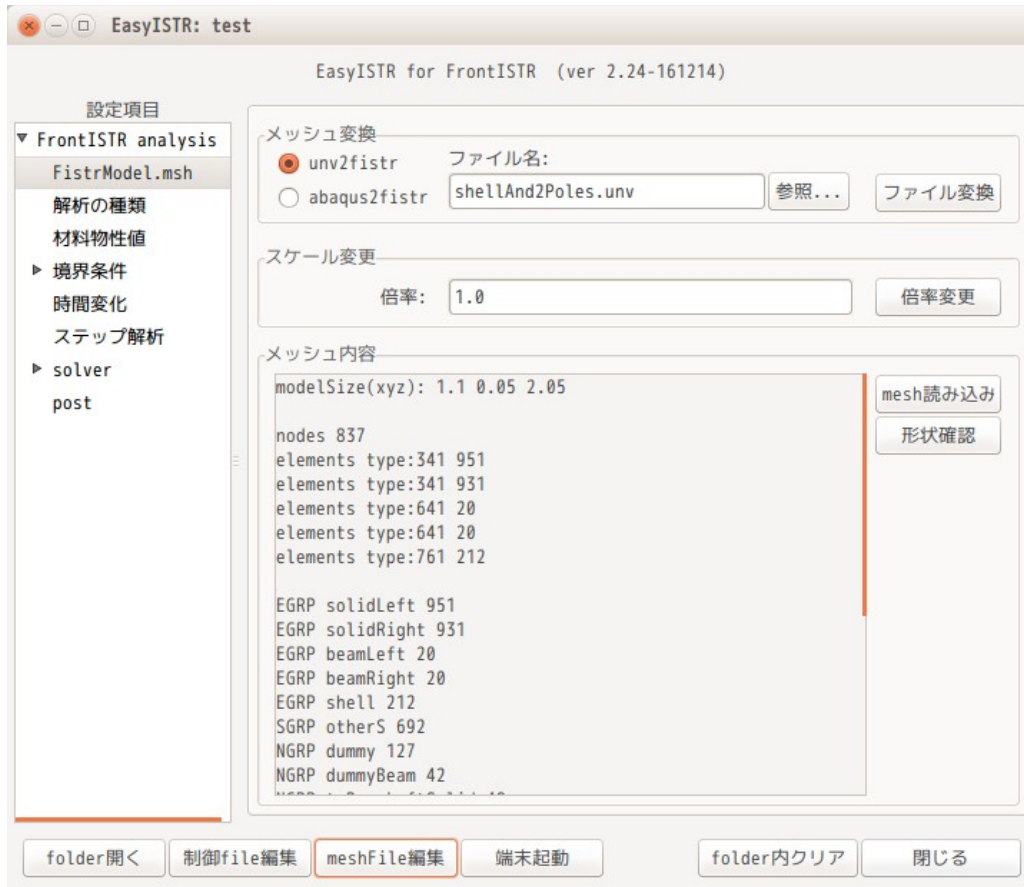 EasyISTR: test
EasyISTR for FrontISTR (ver 2.24-161214)
設定項目
FrontISTR analysis
FistrModel.msh
解析の種類
材料物性値
境界条件
時間変化
ステップ解析
solver
post
メッシュ変換
unv2fistr
abaqus2fistr
ファイル名:
shellAnd2Poles.unv
参照...
ファイル変換
スケール変更
倍率:
1.0
倍率変更
メッシュ内容
modelSize(xyz): 1.1 0.05 2.05
nodes 837
elements type:341 951
elements type:341 931
elements type:641 20
elements type:641 20
elements type:761 212
EGRP solidLeft 951
EGRP solidRight 931
EGRP beamLeft 20
EGRP beamRight 20
EGRP shell 212
SGRP otherS 692
NGRP dummy 127
NGRP dummyBeam 42
mesh読み込み
形状確認
folder開く
制御file編集
meshFile編集
端末起動
folder内クリア
閉じる